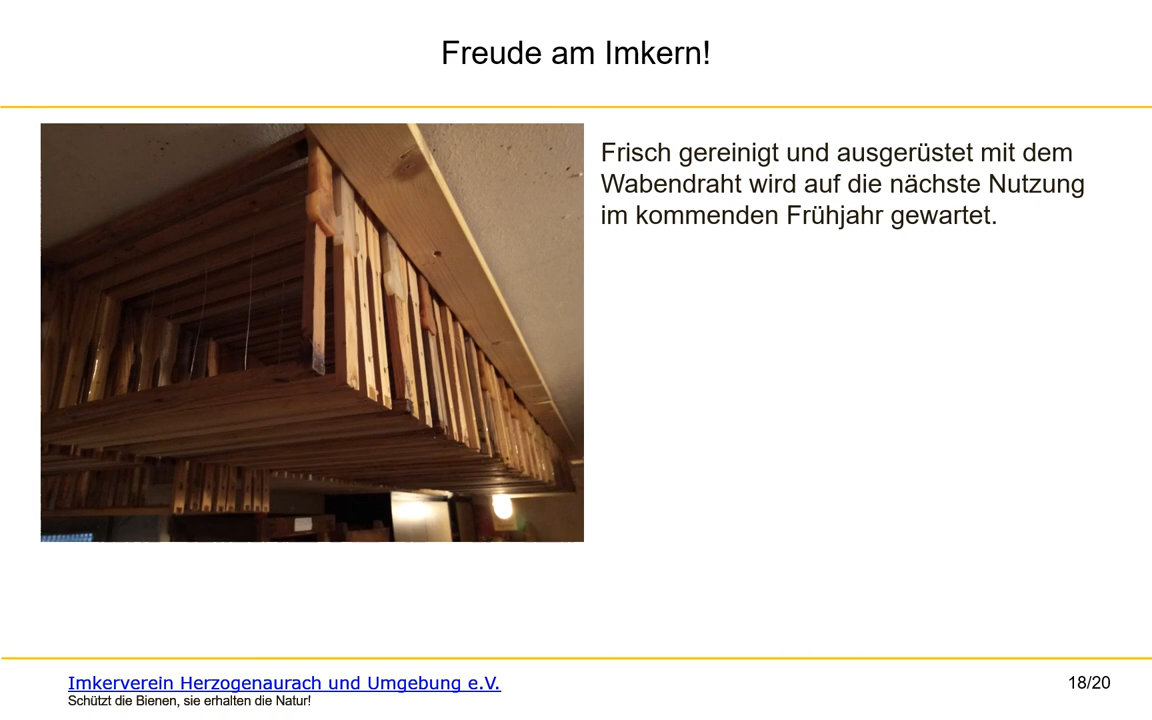 Freude am Imkern!
Frisch gereinigt und ausgerüstet mit dem
Wabendraht wird auf die nächste Nutzung
im kommenden Frühjahr gewartet.
Imkerverein Herzogenaurach und Umgebung e.V.
Schützt die Bienen, sie erhalten die Natur!
18/20